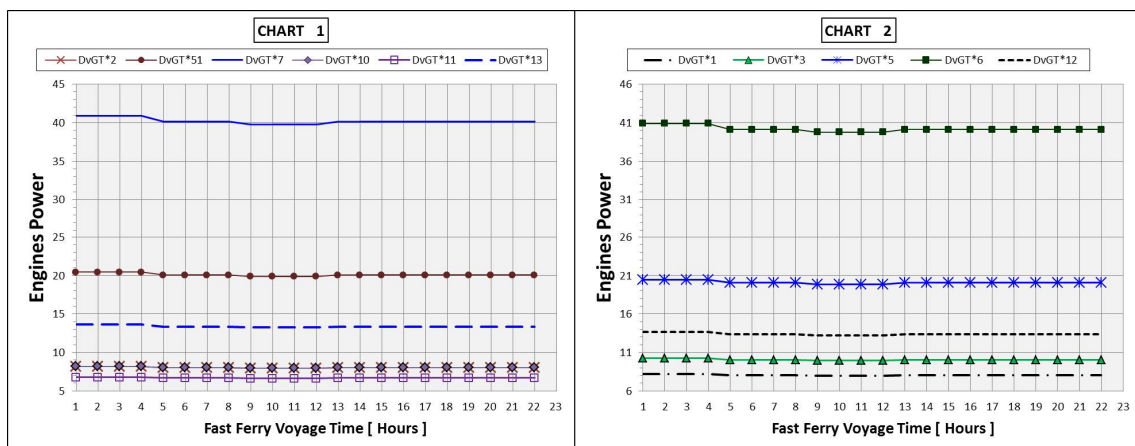 CHART 1
DvGT*2 DvGT*51 DvGT*7 DvGT*10 DvGT*11 DvGT*13
45
40
35
30
25
20
15
10
5
Engines Power
1 2 3 4 5 6 7 8 9 10 11 12 13 14 15 16 17 18 19 20 21 22 23
Fast Ferry Voyage Time [ Hours ]
CHART 2
DvGT*1 DvGT*3 DvGT*5 DvGT*6 DvGT*12
46
41
36
31
26
21
16
11
6
Engines Power
1 2 3 4 5 6 7 8 9 10 11 12 13 14 15 16 17 18 19 20 21 22 23
Fast Ferry Voyage Time [ Hours ]